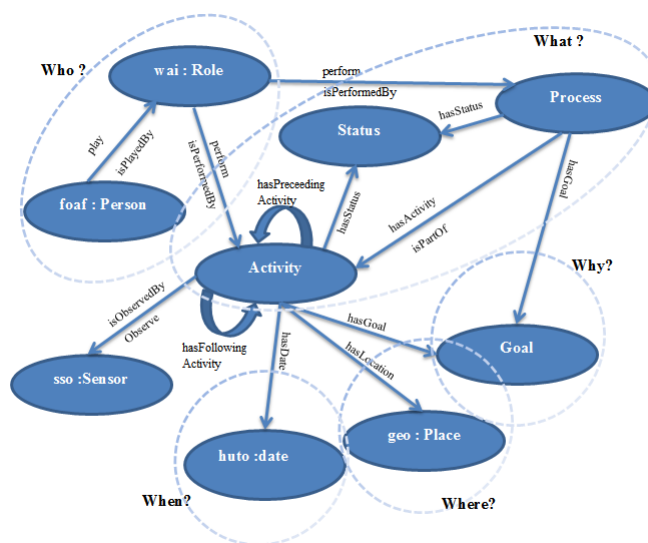 What ?
Who ?
wai : Role
perform
isPerformedBy
Process
hasStatus
Status
play
isPlayedBy
perform
isPerformedBy
hasGoal
foaf : Person
hasPreceeding
Activity
hasStatus
hasActivity
isPartOf
Activity
Why?
isObservedBy
Observe
hasGoal
hasLocation
hasDate
hasFollowing
Activity
Goal
sso :Sensor
geo : Place
huto :date
When?
Where?